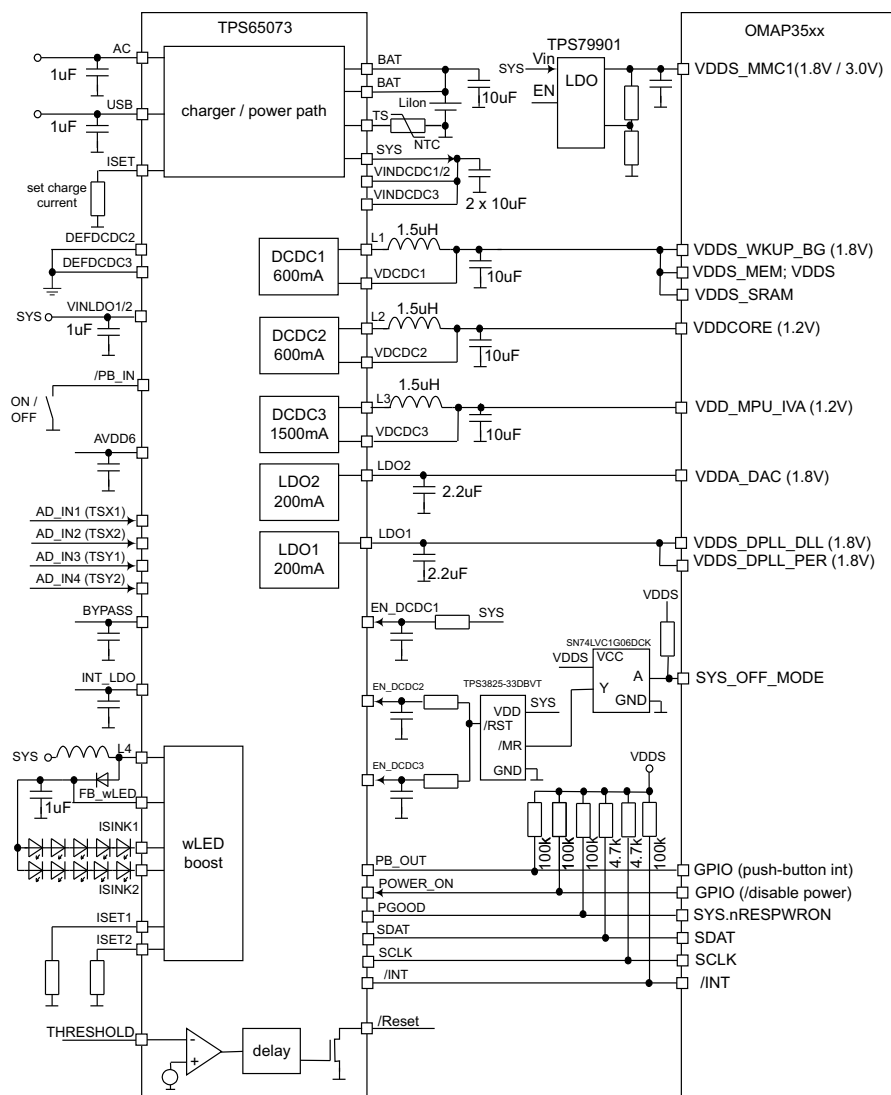 TPS65073
TPS79901
OMAP35xx
AC
1uF
USB
1uF
ISET
set charge
current
charger / power path
BAT
BAT
LiIon
10uF
TS
NTC
SYS
VINDCDC1/2
VINDCDC3
2 x 10uF
SYS
Vin
EN
LDO
VDDS_MMC1(1.8V / 3.0V)
DEFDCDC2
DEFDCDC3
SYS
VINLDO1/2
1uF
/PB_IN
ON /
OFF
AVDD6
AD_IN1 (TSX1)
AD_IN2 (TSX2)
AD_IN3 (TSY1)
AD_IN4 (TSY2)
BYPASS
INT_LDO
DCDC1
600mA
L1
1.5uH
VDCDC1
10uF
VDDS_WKUP_BG (1.8V)
VDDS_MEM; VDDS
VDDS_SRAM
DCDC2
600mA
L2
1.5uH
VDCDC2
10uF
VDDCORE (1.2V)
DCDC3
1500mA
L3
1.5uH
VDCDC3
10uF
VDD_MPU_IVA (1.2V)
LDO2
200mA
LDO2
2.2uF
VDDA_DAC (1.8V)
LDO1
200mA
LDO1
2.2uF
VDDS_DPLL_DLL (1.8V)
VDDS_DPLL_PER (1.8V)
EN_DCDC1
SYS
VDDS
SN74LVC1G06DCK
VDDS
VCC
A
Y
GND
SYS_OFF_MODE
EN_DCDC2
EN_DCDC3
TPS3825-33DBVT
VDD
SYS
/RST
/MR
GND
VDDS
100k
100k
100k
4.7k
4.7k
100k
SYS
L4
1uF
FB_wLED
ISINK1
ISINK2
ISET1
ISET2
wLED
boost
PB_OUT
GPIO (push-button int)
POWER_ON
GPIO (/disable power)
PGOOD
SYS.nRESPWRON
SDAT
SDAT
SCLK
SCLK
/INT
/INT
THRESHOLD
-
+
delay
/Reset